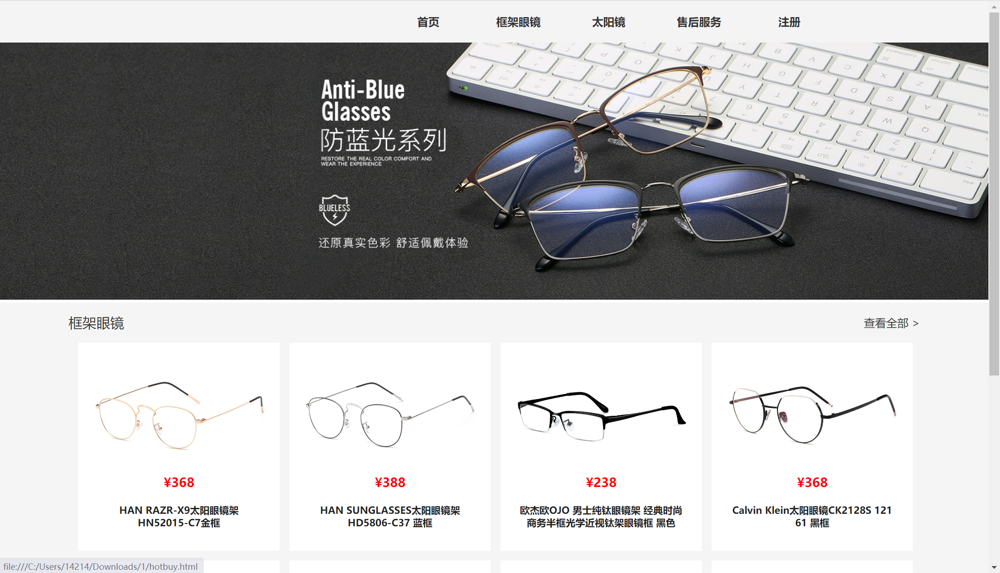 首页 框架眼镜 太阳镜 售后服务 注册
Anti-Blue
Glasses
防蓝光系列
RESTORE THE REAL COLOR COMFORT AND
WEAR THE EXPERIENCE
BLUELESS
还原真实色彩 舒适佩戴体验
框架眼镜
查看全部 >
¥368
HAN RAZR-X9太阳眼镜架
HN52015-C7金框
¥388
HAN SUNGLASSES太阳眼镜架
HD5806-C37 蓝框
¥238
欧杰欧OJO 男士纯钛眼镜架 经典时尚
商务半框光学近视钛架眼镜框 黑色
¥368
Calvin Klein太阳眼镜CK2128S 121
61 黑框
file:///C:/Users/14214/Downloads/1/hotbuy.html